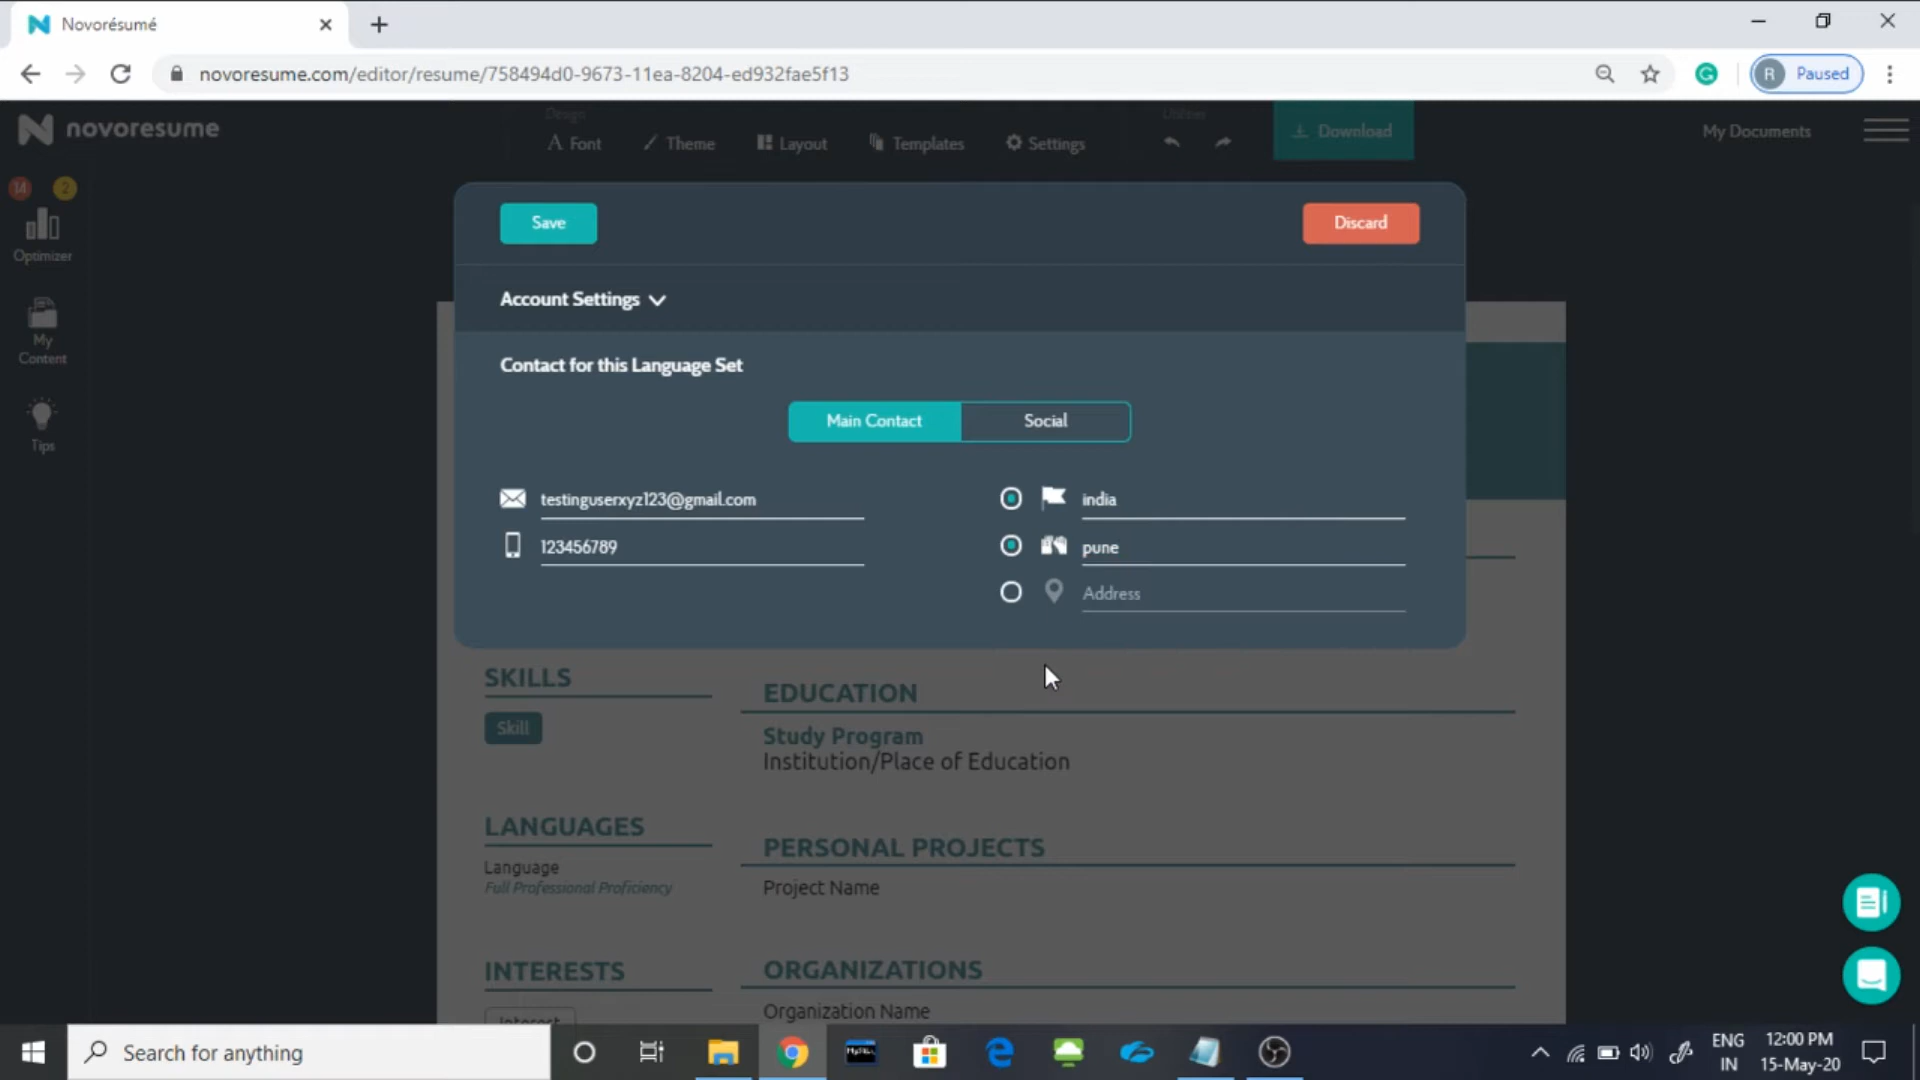 Novorésumé
novoresume.com/editor/resume/758494d0-9673-11ea-8204-ed932fae5f13
R Paused
novoresume
Design
Font
Theme
Layout
Templates
Settings
Utilities
Download
My Documents
14
2
Optimizer
My
Content
Tips
Save
Discard
Account Settings
Contact for this Language Set
Main Contact
Social
testinguserxyz123@gmail.com
india
123456789
pune
Address
SKILLS
Skill
EDUCATION
Study Program
Institution/Place of Education
LANGUAGES
Language
Full Professional Proficiency
PERSONAL PROJECTS
Project Name
INTERESTS
Interest
ORGANIZATIONS
Organization Name
Search for anything
ENG
IN
12:00 PM
15-May-20